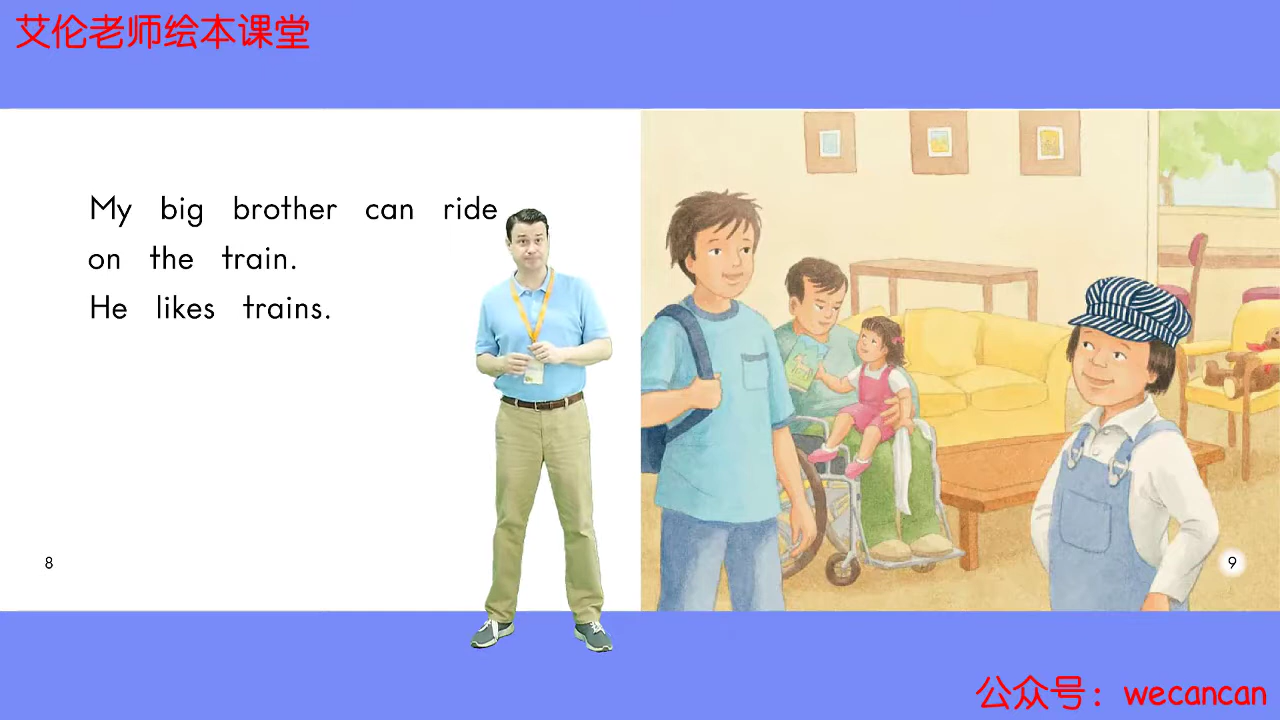 艾伦老师绘本课堂
My big brother can ride
on the train.
He likes trains.
8
9
公众号：wecancan